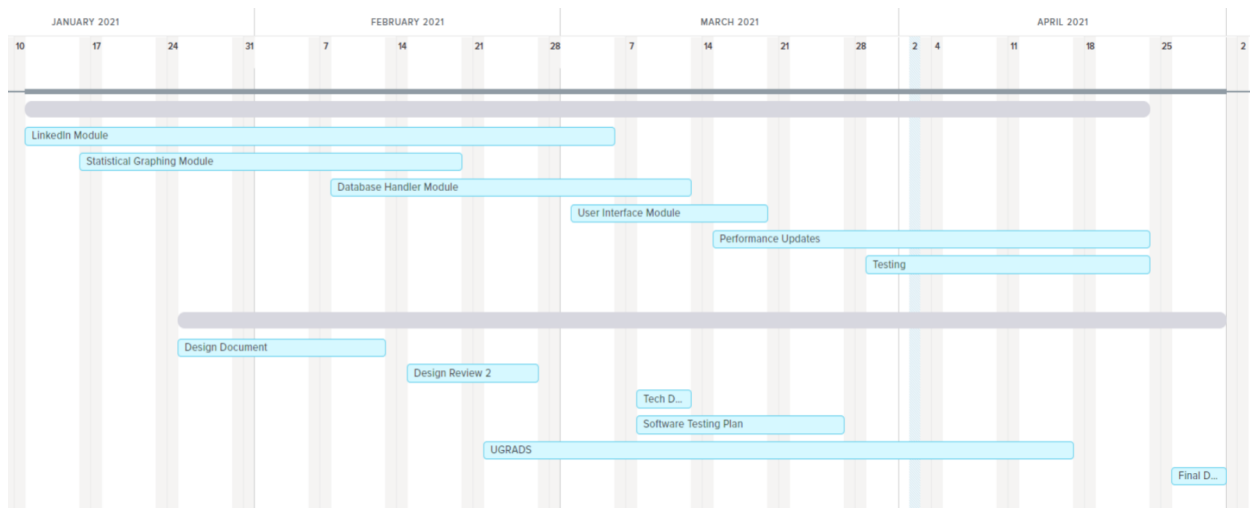 JANUARY 2021 FEBRUARY 2021 MARCH 2021 APRIL 2021
10 17 24 31 7 14 21 28 7 14 21 28 2 4 11 18 25 2
LinkedIn Module
Statistical Graphing Module
Database Handler Module
User Interface Module
Performance Updates
Testing
Design Document
Design Review 2
Tech D...
Software Testing Plan
UGRADS
Final D...